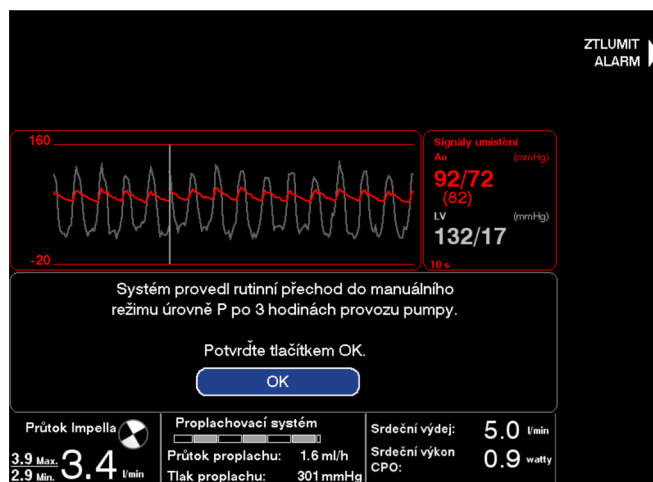 ZTLUMIT
ALARM
160
-20
Signály umístění
Ao (mmHg)
92/72
(82)
LV (mmHg)
132/17
10 s
Systém provedl rutinní přechod do manuálního
režimu úrovně P po 3 hodinách provozu pumpy.
Potvrďte tlačítkem OK.
OK
Průtok Impella
3.9 Max.
2.9 Min.
3.4 l/min
Proplachovací systém
Průtok proplachu: 1.6 ml/h
Tlak proplachu: 301 mmHg
Srdeční výdej: 5.0 l/min
Srdeční výkon
CPO: 0.9 watty